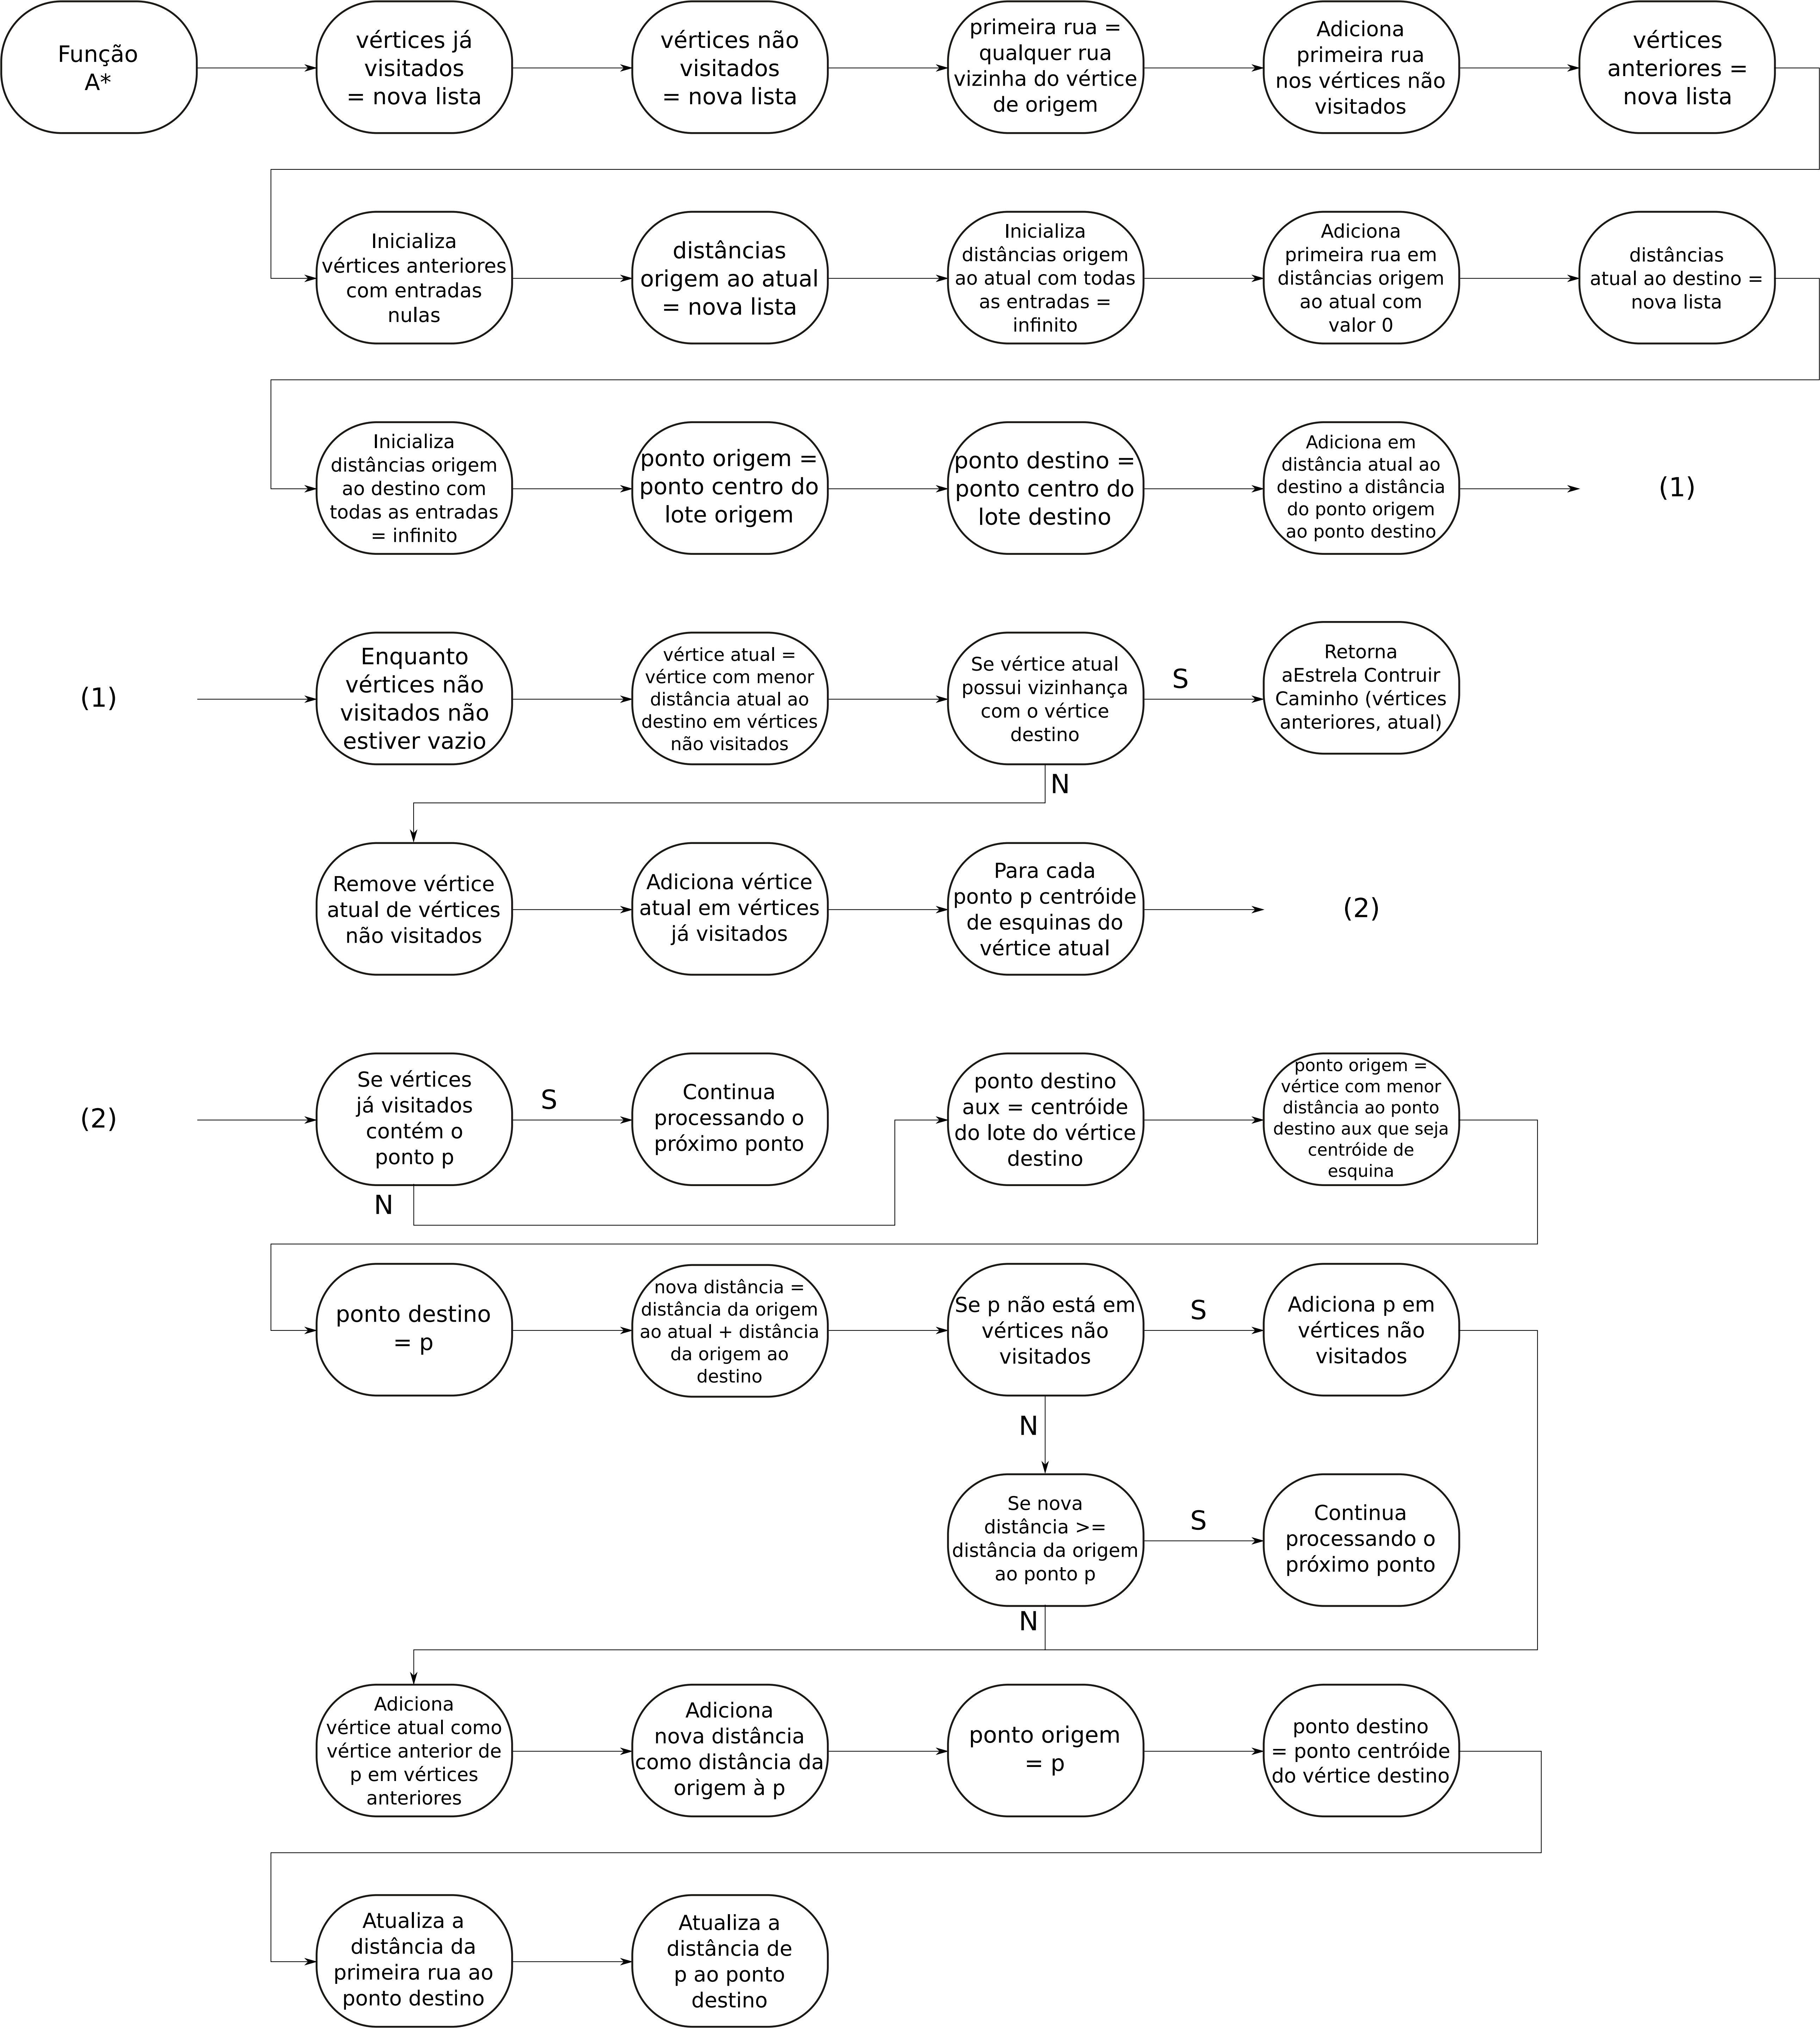 Função
A*
vértices já
visitados
= nova lista
vértices não
visitados
= nova lista
primeira rua =
qualquer rua
vizinha do vértice
de origem
Adiciona
primeira rua
nos vértices não
visitados
vértices
anteriores =
nova lista
Inicializa
vértices anteriores
com entradas
nulas
distâncias
origem ao atual
= nova lista
Inicializa
distâncias origem
ao atual com todas
as entradas =
infinito
Adiciona
primeira rua em
distâncias origem
ao atual com
valor 0
distâncias
atual ao destino =
nova lista
Inicializa
distâncias origem
ao destino com
todas as entradas
= infinito
ponto origem =
ponto centro do
lote origem
ponto destino =
ponto centro do
lote destino
Adiciona em
distância atual ao
destino a distância
do ponto origem
ao ponto destino
(1)
(1)
Enquanto
vértices não
visitados não
estiver vazio
vértice atual =
vértice com menor
distância atual ao
destino em vértices
não visitados
Se vértice atual
possui vizinhança
com o vértice
destino
S
Retorna
aEstrela Contruir
Caminho (vértices
anteriores, atual)
N
Remove vértice
atual de vértices
não visitados
Adiciona vértice
atual em vértices
já visitados
Para cada
ponto p centróide
de esquinas do
vértice atual
(2)
(2)
Se vértices
já visitados
contém o
ponto p
S
Continua
processando o
próximo ponto
N
ponto destino
aux = centróide
do lote do vértice
destino
ponto origem =
vértice com menor
distância ao ponto
destino aux que seja
centróide de
esquina
ponto destino
= p
nova distância =
distância da origem
ao atual + distância
da origem ao
destino
Se p não está em
vértices não
visitados
S
Adiciona p em
vértices não
visitados
N
Se nova
distância >=
distância da origem
ao ponto p
S
Continua
processando o
próximo ponto
N
Adiciona
vértice atual como
vértice anterior de
p em vértices
anteriores
Adiciona
nova distância
como distância da
origem à p
ponto origem
= p
ponto destino
= ponto centróide
do vértice destino
Atualiza a
distância da
primeira rua ao
ponto destino
Atualiza a
distância de
p ao ponto
destino